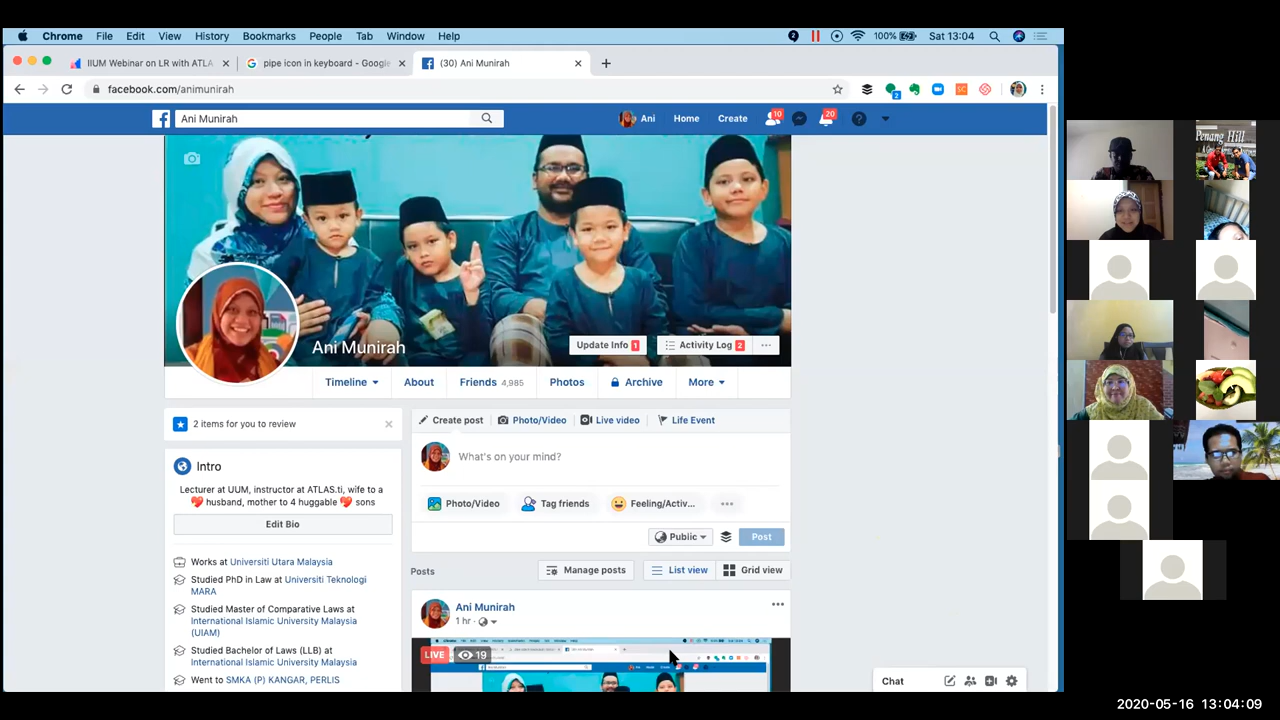 Chrome File Edit View History Bookmarks People Tab Window Help 2 100% Sat 13:04
IIUM Webinar on LR with ATLA
pipe icon in keyboard - Google
(30) Ani Munirah
facebook.com/animunirah
2
SC
Ani Munirah
Ani Home Create 10 20
Penang Hill
Ani Munirah
Update Info 1
Activity Log 2
Timeline About Friends 4,985 Photos Archive More
2 items for you to review
Intro
Lecturer at UUM, instructor at ATLAS.ti, wife to a
husband, mother to 4 huggable sons
Edit Bio
Works at Universiti Utara Malaysia
Studied PhD in Law at Universiti Teknologi
MARA
Studied Master of Comparative Laws at
International Islamic University Malaysia
(UIAM)
Studied Bachelor of Laws (LLB) at
International Islamic University Malaysia
Went to SMKA (P) KANGAR, PERLIS
Create post Photo/Video Live video Life Event
What's on your mind?
Photo/Video Tag friends Feeling/Activ...
Public Post
Posts Manage posts List view Grid view
Ani Munirah
1 hr
LIVE 19
Chat
2020-05-16 13:04:09